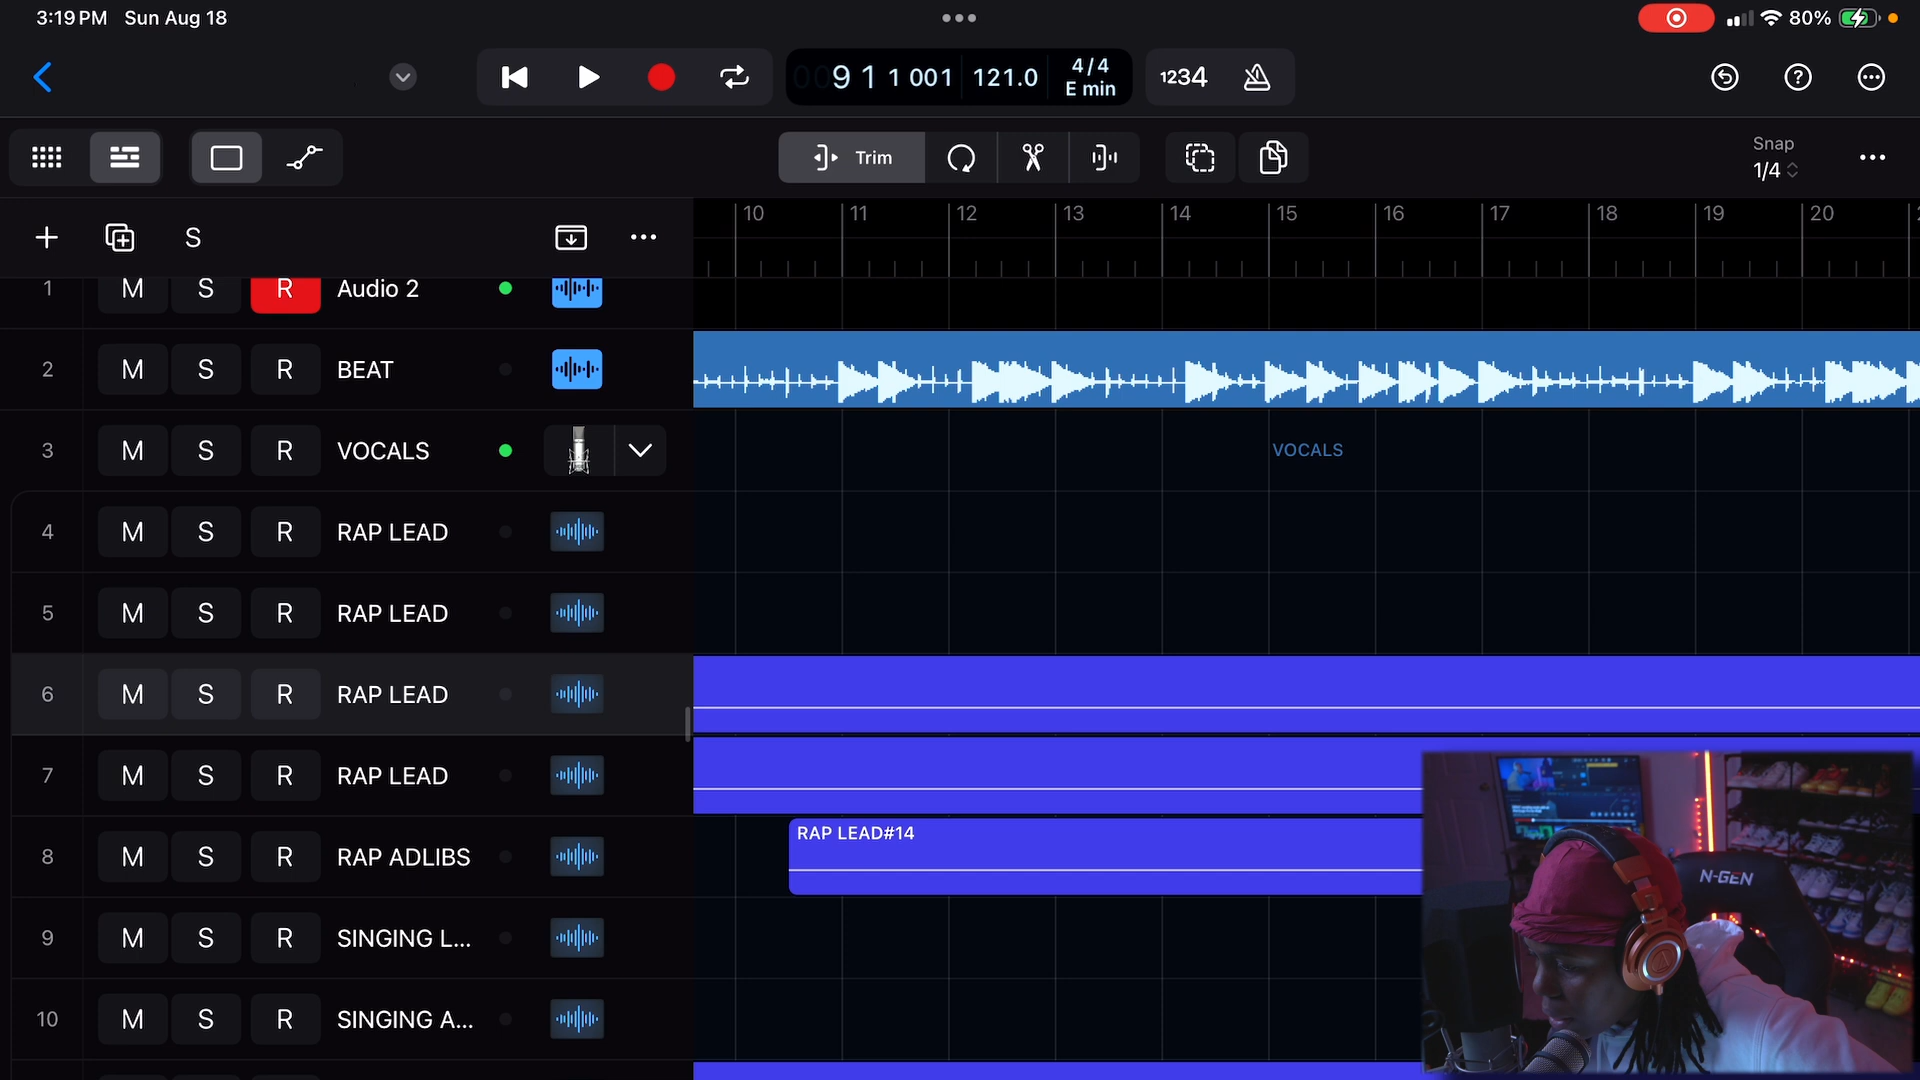 3:19 PM Sun Aug 18
80%
009 1 1 001
121.0
4/4
E min
1234
Trim
Snap
1/4
S
10 11 12 13 14 15 16 17 18 19 20
1 M S R Audio 2
2 M S R BEAT
3 M S R VOCALS
VOCALS
4 M S R RAP LEAD
5 M S R RAP LEAD
6 M S R RAP LEAD
7 M S R RAP LEAD
8 M S R RAP ADLIBS
RAP LEAD#14
9 M S R SINGING L...
10 M S R SINGING A...
N-GEN